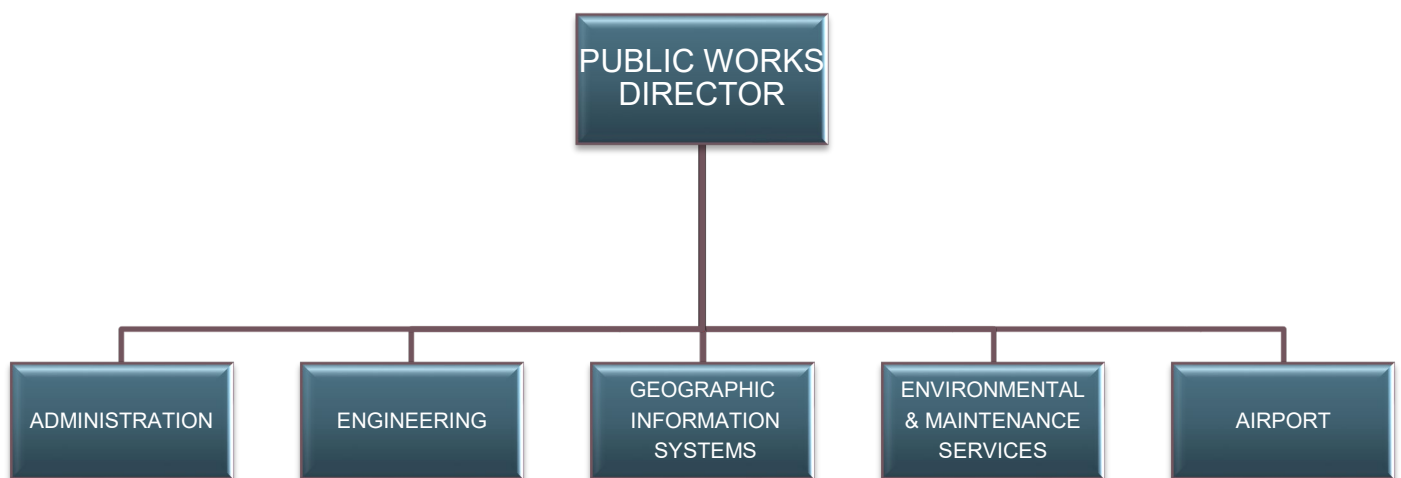 PUBLIC WORKS
DIRECTOR
ADMINISTRATION
ENGINEERING
GEOGRAPHIC
INFORMATION
SYSTEMS
ENVIRONMENTAL
& MAINTENANCE
SERVICES
AIRPORT